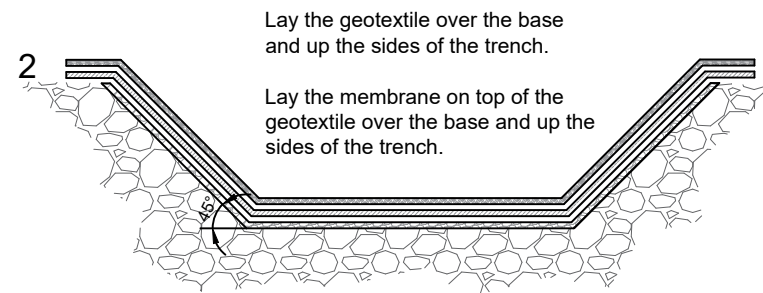 2
Lay the geotextile over the base
and up the sides of the trench.
Lay the membrane on top of the
geotextile over the base and up the
sides of the trench.
45°